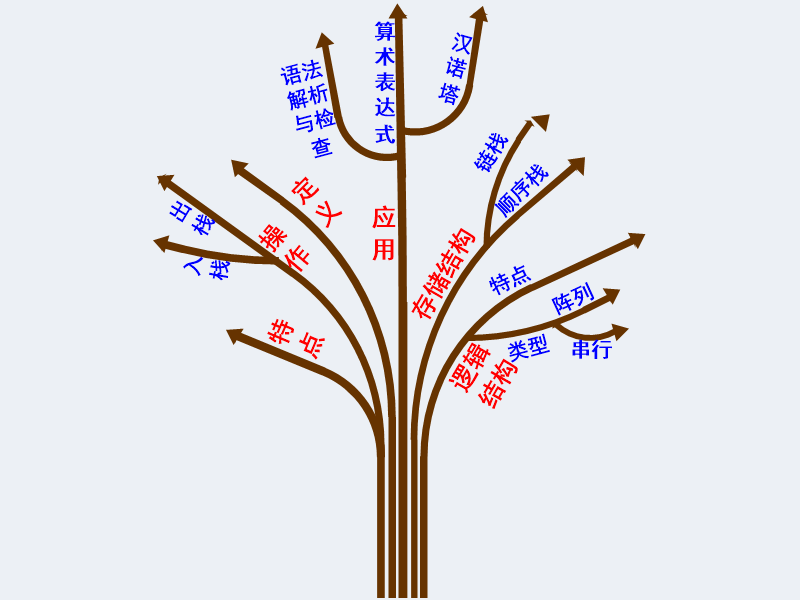 语法
解析
与检
查
算术表达式
汉诺塔
链栈
顺序栈
定义
应用
出栈
操作
入栈
存储结构
特点
阵列
特点
类型
串行
逻辑
结构